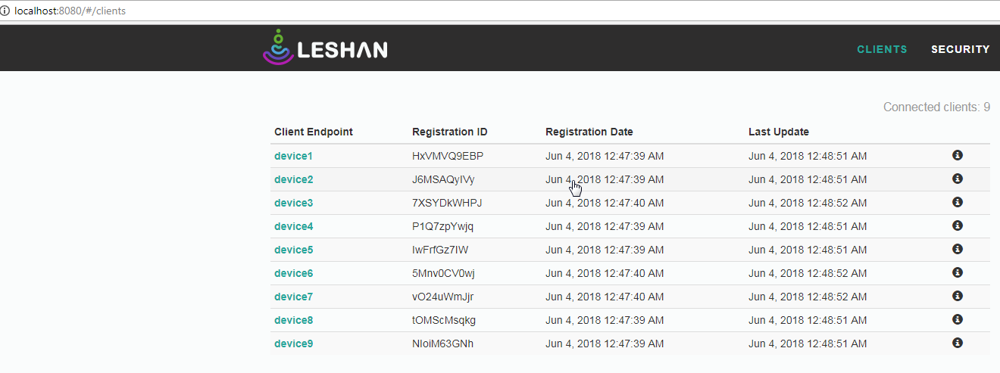 localhost:8080/#/clients
LESHAN CLIENTS SECURITY
Connected clients: 9
Client Endpoint Registration ID Registration Date Last Update
device1 HxVMVQ9EBP Jun 4, 2018 12:47:39 AM Jun 4, 2018 12:48:51 AM
device2 J6MSAQyIVy Jun 4, 2018 12:47:39 AM Jun 4, 2018 12:48:51 AM
device3 7XSYDkWHPJ Jun 4, 2018 12:47:40 AM Jun 4, 2018 12:48:52 AM
device4 P1Q7zpYwjq Jun 4, 2018 12:47:39 AM Jun 4, 2018 12:48:51 AM
device5 IwFrfGz7IW Jun 4, 2018 12:47:39 AM Jun 4, 2018 12:48:51 AM
device6 5Mnv0CV0wj Jun 4, 2018 12:47:40 AM Jun 4, 2018 12:48:52 AM
device7 vO24uWmJjr Jun 4, 2018 12:47:40 AM Jun 4, 2018 12:48:52 AM
device8 tOMScMsqkg Jun 4, 2018 12:47:39 AM Jun 4, 2018 12:48:51 AM
device9 NIoiM63GNh Jun 4, 2018 12:47:39 AM Jun 4, 2018 12:48:51 AM